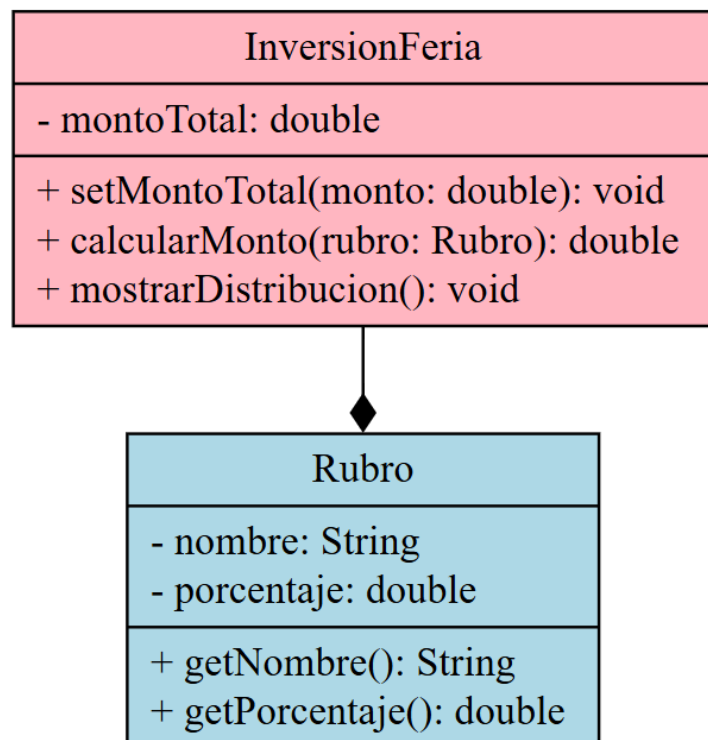 InversionFeria
- montoTotal: double
+ setMontoTotal(monto: double): void
+ calcularMonto(rubro: Rubro): double
+ mostrarDistribucion(): void
Rubro
- nombre: String
- porcentaje: double
+ getNombre(): String
+ getPorcentaje(): double